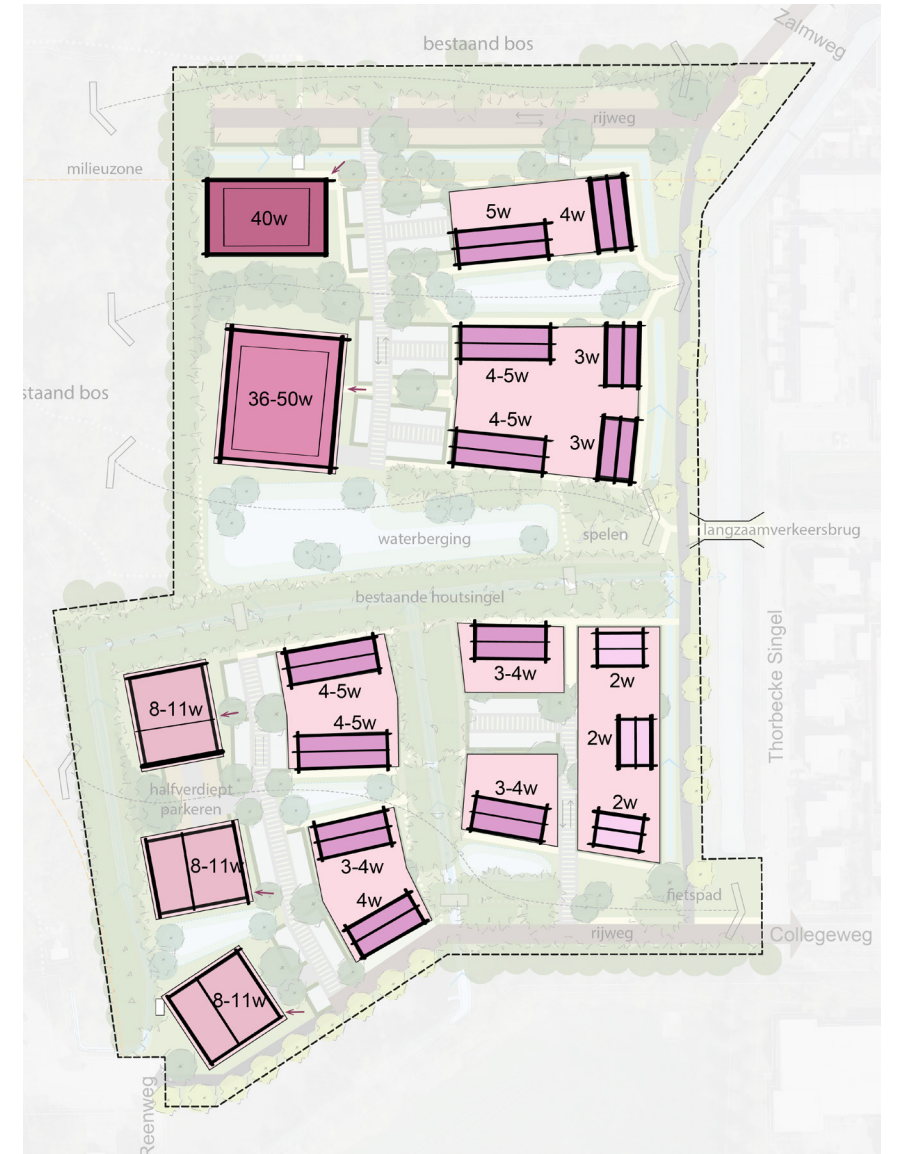 Zalmweg
bestaand bos
rijweg
milieuzone
40w
5w
4w
3w
4-5w
36-50w
staand bos
4-5w
3w
langzaamverkeersbrug
spelen
waterberging
bestaande houtsingel
Thorbecke Singel
3-4w
2w
4-5w
8-11w
4-5w
2w
halfverdiept
parkeren
3-4w
2w
8-11w
3-4w
fietspad
4w
rijweg
Collegeweg
8-11w
Reenweg